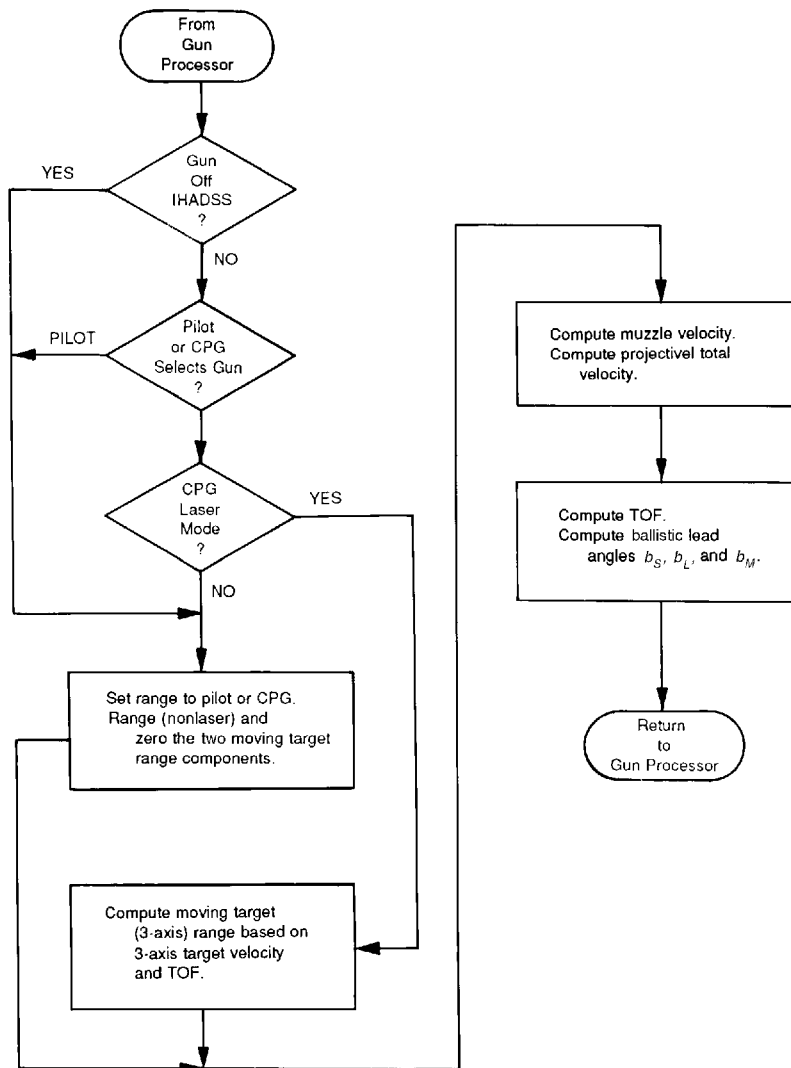 From
Gun
Processor
YES
Gun
Off
IHADSS
?
NO
PILOT
Pilot
or CPG
Selects Gun
?
CPG
Laser
Mode
?
YES
NO
Set range to pilot or CPG.
Range (nonlaser) and
zero the two moving target
range components.
Compute moving target
(3-axis) range based on
3-axis target velocity
and TOF.
Compute muzzle velocity.
Compute projectivel total
velocity.
Compute TOF.
Compute ballistic lead
angles b_S, b_L, and b_M.
Return
to
Gun Processor